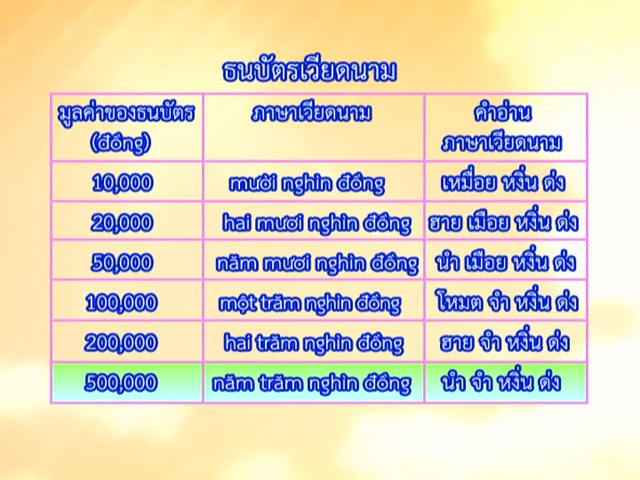 ธนบัตรเวียดนาม
มูลค่าของธนบัตร ภาษาเวียดนาม คำอ่าน
(đồng) ภาษาเวียดนาม
10,000 mười nghin đồng เหมื่อย หงิ่น ด่ง
20,000 hai mươi nghin đồng ฮาย เมือย หงิ่น ด่ง
50,000 năm mươi nghin đồng นำ เมือย หงิ่น ด่ง
100,000 một trăm nghin đồng โหมต จำ หงิ่น ด่ง
200,000 hai trăm nghin đồng ฮาย จำ หงิ่น ด่ง
500,000 năm trăm nghin đồng นำ จำ หงิ่น ด่ง